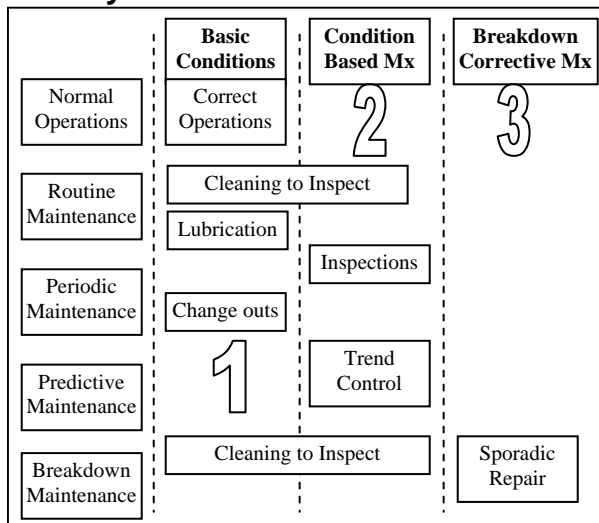 Basic
Conditions
Condition
Based Mx
Breakdown
Corrective Mx
Normal
Operations
Correct
Operations
2
3
Cleaning to Inspect
Routine
Maintenance
Lubrication
Inspections
Periodic
Maintenance
Change outs
1
Trend
Control
Predictive
Maintenance
Cleaning to Inspect
Sporadic
Repair
Breakdown
Maintenance